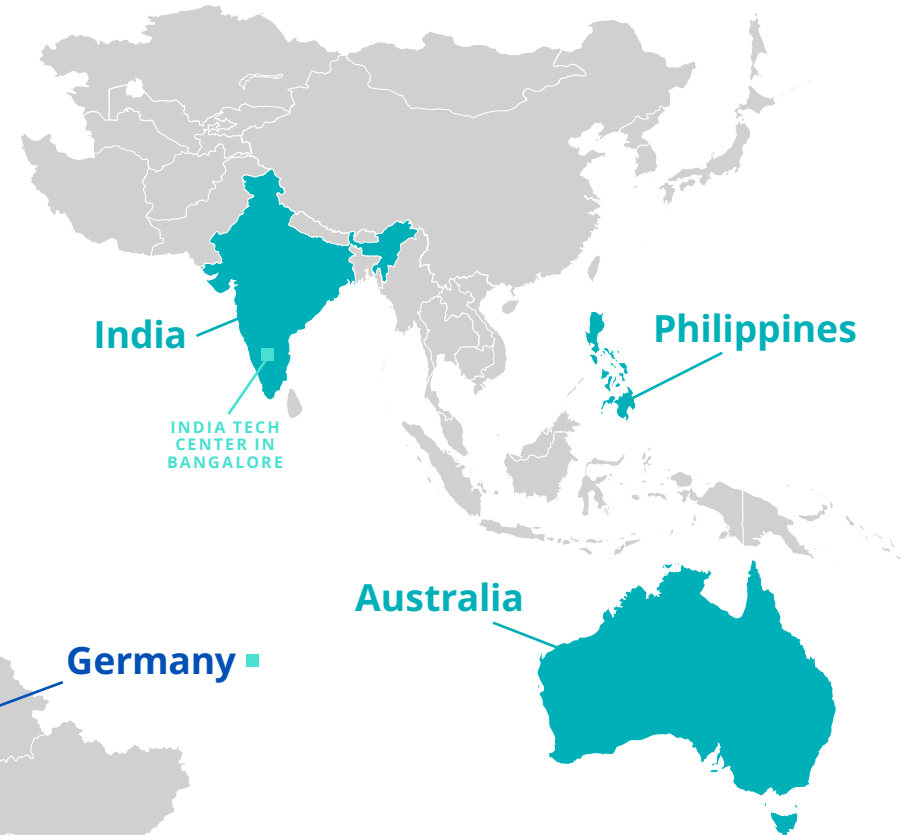 India
Philippines
INDIA TECH
CENTER IN
BANGALORE
Australia
Germany